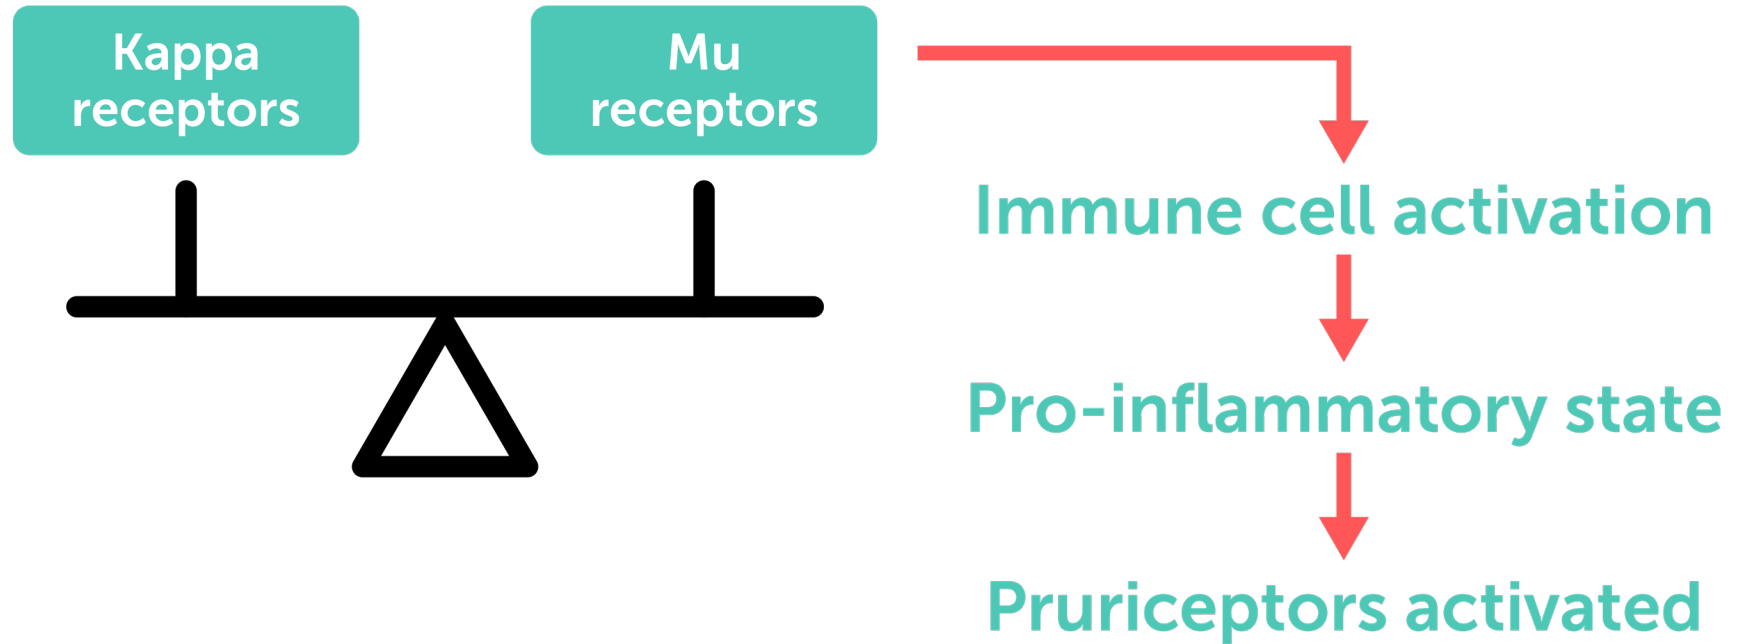 Kappa
receptors
Mu
receptors
Immune cell activation
Pro-inflammatory state
Pruriceptors activated